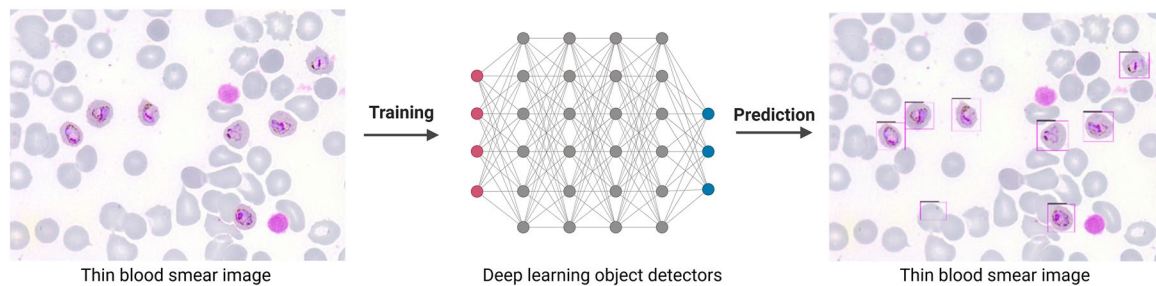 Training
Prediction
Thin blood smear image
Deep learning object detectors
Thin blood smear image